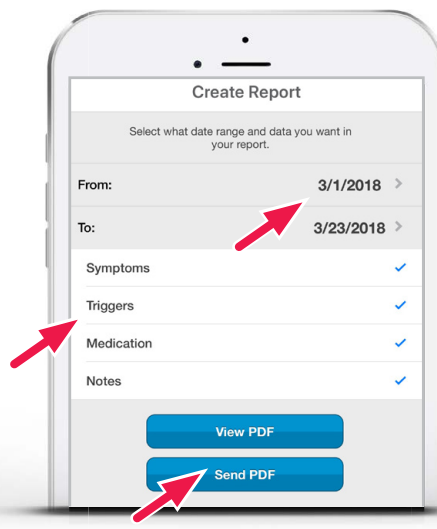 Create Report
Select what date range and data you want in
your report.
From: 3/1/2018
To: 3/23/2018
Symptoms
Triggers
Medication
Notes
View PDF
Send PDF